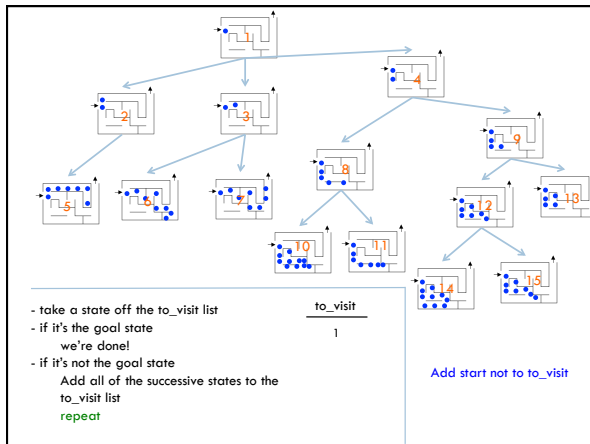 1
4
2
3
9
8
5
6
7
12
13
10
11
14
15
- take a state off the to_visit list
- if it's the goal state
we're done!
- if it's not the goal state
Add all of the successive states to the
to_visit list
repeat
to_visit
1
Add start not to to_visit